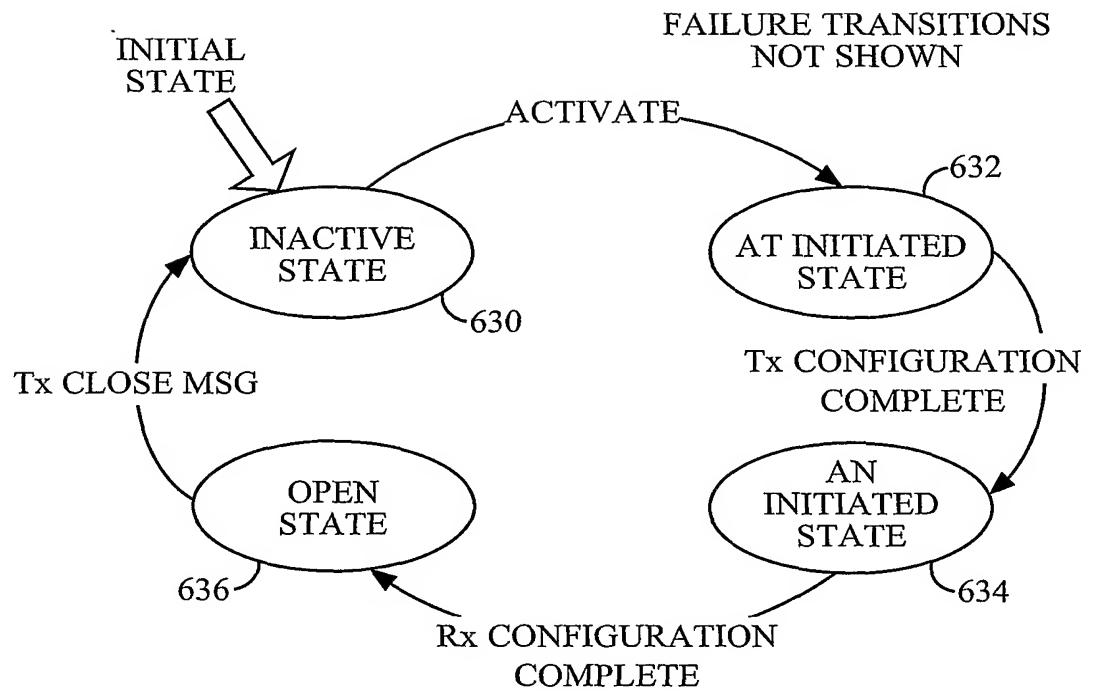 INITIAL
STATE
FAILURE TRANSITIONS
NOT SHOWN
ACTIVATE
632
INACTIVE
STATE
AT INITIATED
STATE
630
Tx CLOSE MSG
Tx CONFIGURATION
COMPLETE
OPEN
STATE
AN
INITIATED
STATE
636
634
Rx CONFIGURATION
COMPLETE